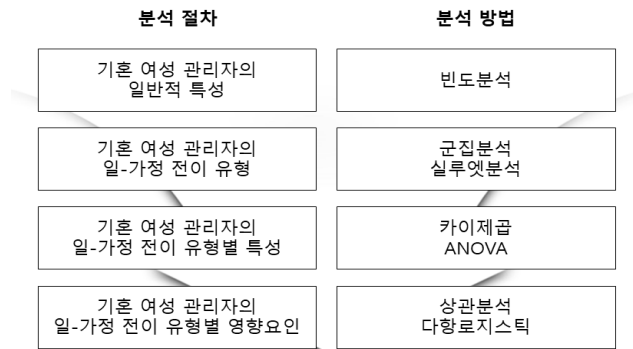 분석 절차
분석 방법
기혼 여성 관리자의
일반적 특성
빈도분석
기혼 여성 관리자의
일-가정 전이 유형
군집분석
실루엣분석
기혼 여성 관리자의
일-가정 전이 유형별 특성
카이제곱
ANOVA
기혼 여성 관리자의
일-가정 전이 유형별 영향요인
상관분석
다항로지스틱